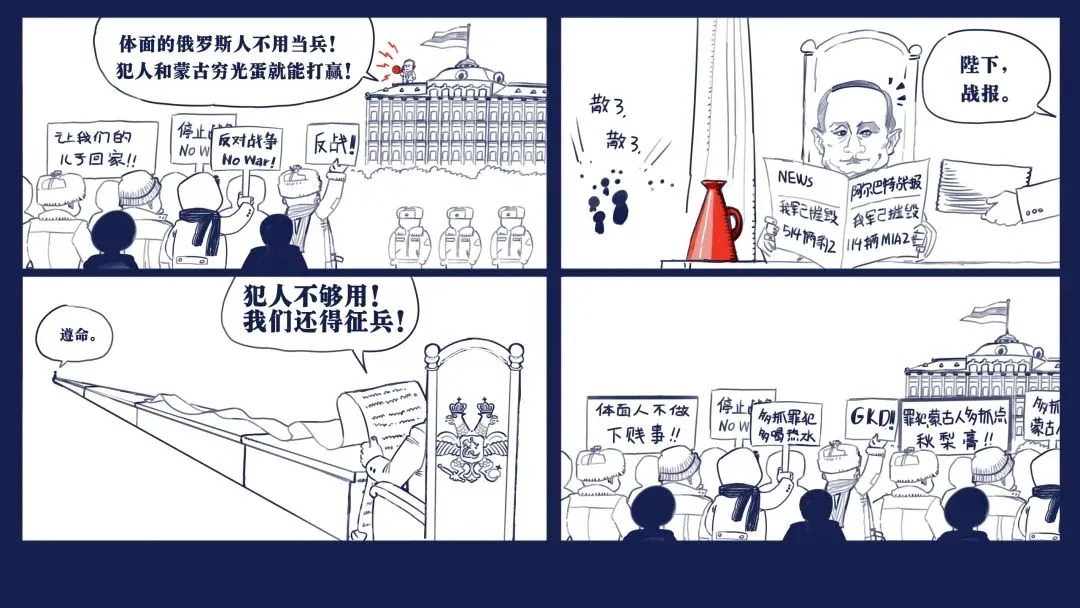 体面的俄罗斯人不用当兵!
犯人和蒙古穷光蛋就能打赢!
让我们的
儿子回家!!
停止战
No W
反对战争
No War!
反战!
散了,
散了,
陛下,
战报。
NEWS
我军已摧毁
514辆豹2
阿尔巴特战报
我军已摧毁
114辆M1A2
遵命。
犯人不够用!
我们还得征兵!
体面人不做
下贱事!!
停止战
No W
多抓罪犯
多喝热水
GKD!!
罪犯蒙古人多抓点
秋梨膏!!
多抓
蒙古